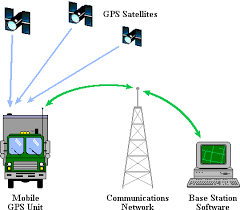 GPS Satellites
Mobile
GPS Unit
Communications
Network
Base Station
Software